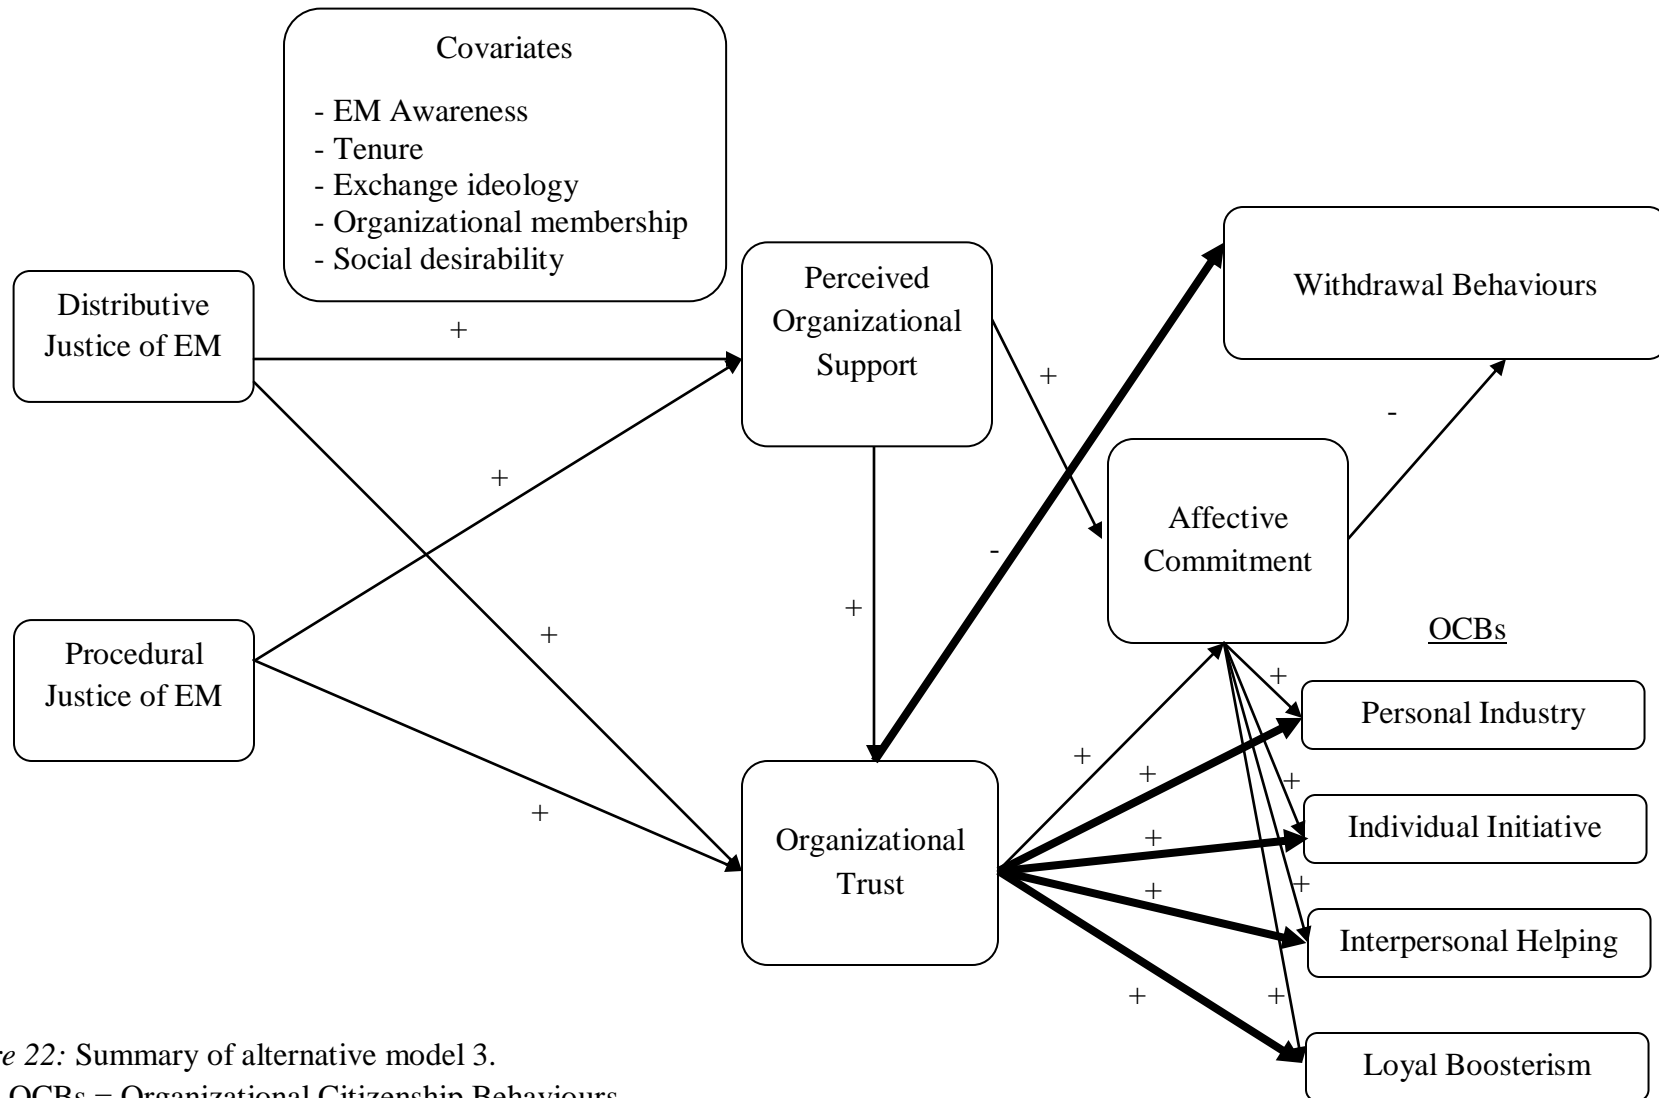 Covariates
- EM Awareness
- Tenure
- Exchange ideology
- Organizational membership
- Social desirability
Distributive
Justice of EM
Procedural
Justice of EM
Perceived
Organizational
Support
Organizational
Trust
Affective
Commitment
Withdrawal Behaviours
OCBs
Personal Industry
Individual Initiative
Interpersonal Helping
Loyal Boosterism
+
+
+
+
+
+
-
-
+
+
+
+
+
+
+
+
+
re 22: Summary of alternative model 3.
OCBs = Organizational Citizenship Behaviours